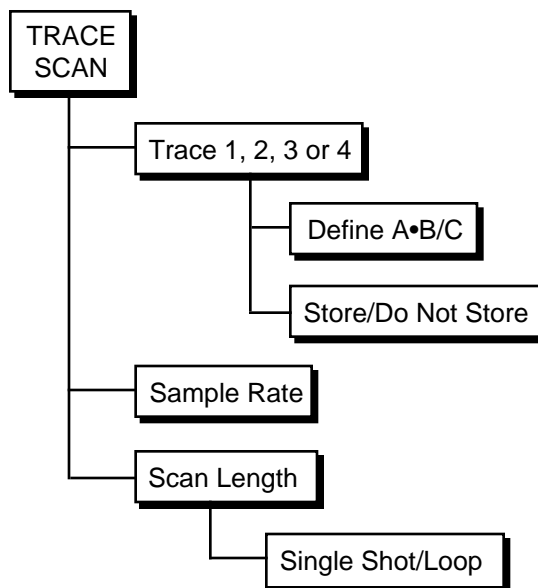 TRACE
SCAN
Trace 1, 2, 3 or 4
Define A•B/C
Store/Do Not Store
Sample Rate
Scan Length
Single Shot/Loop